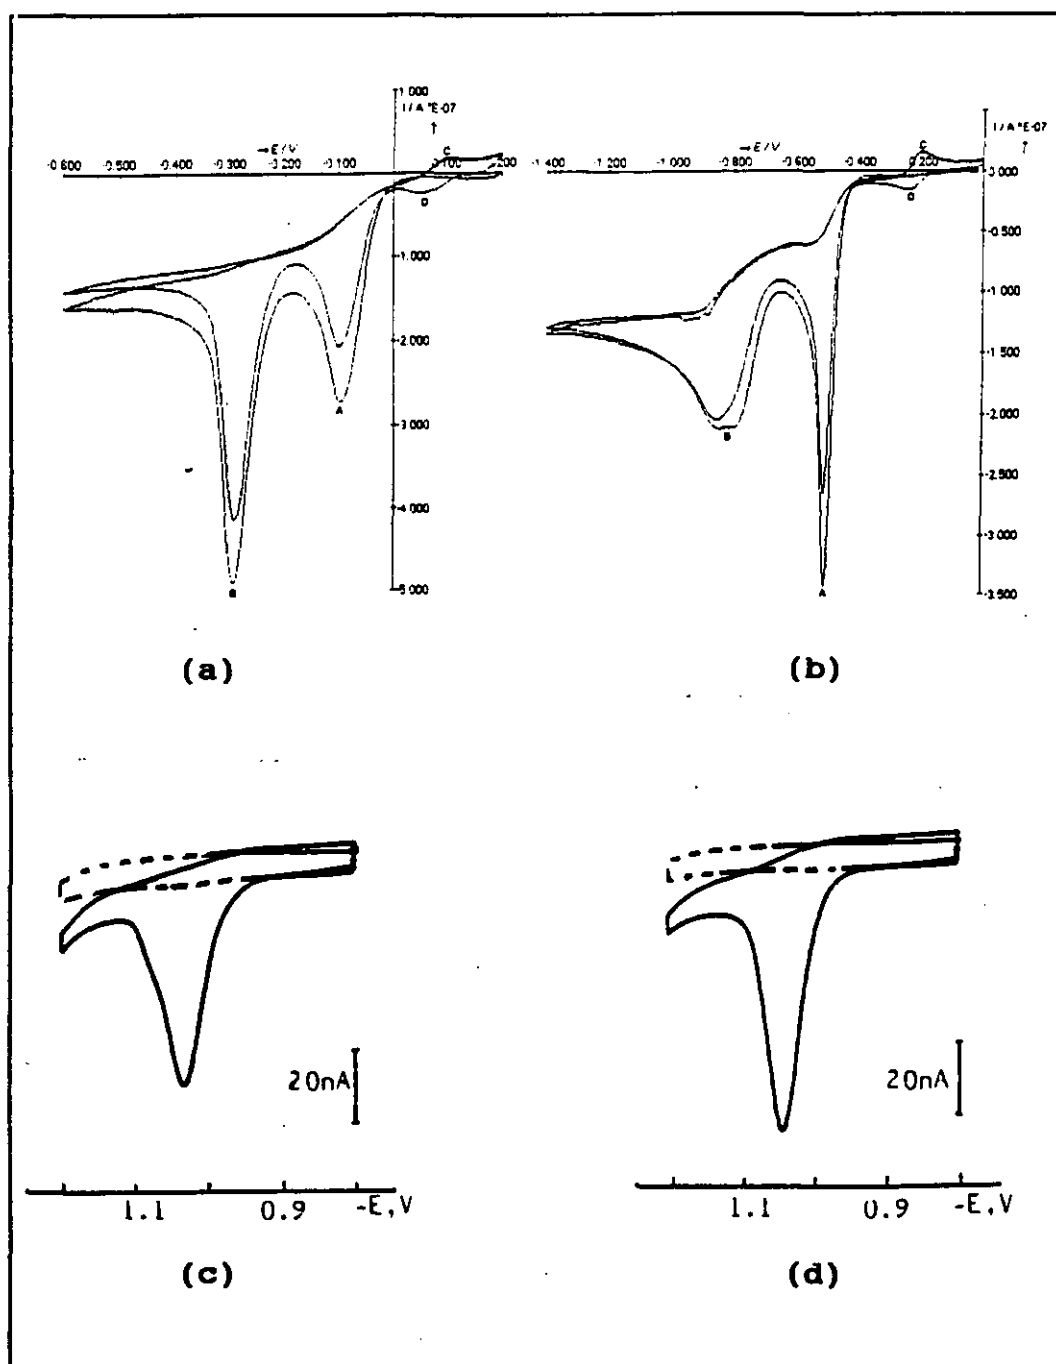 1.000
I / A *E-07
↑
→ E / V
-0.600 -0.500 -0.400 -0.300 -0.200 -0.100 0.100 0.200
C
D
-1.000
-2.000
A
-3.000
-4.000
B
-5.000
(a)
I / A *E-07
↑
→ E / V
-1.400 -1.200 -1.000 -0.800 -0.600 -0.400 -0.200
C
0.000
D
-0.500
-1.000
-1.500
-2.000
B
-2.500
-3.000
A
-3.500
(b)
20nA
1.1 0.9 -E,V
(c)
20nA
1.1 0.9 -E,V
(d)